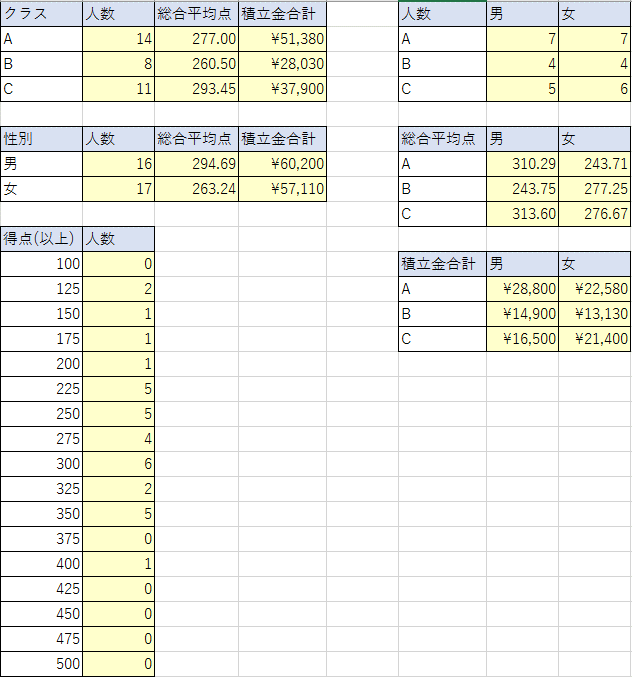 クラス 人数 総合平均点 積立金合計 人数 男 女
A 14 277.00 ¥51,380 A 7 7
B 8 260.50 ¥28,030 B 4 4
C 11 293.45 ¥37,900 C 5 6
性別 人数 総合平均点 積立金合計 総合平均点 男 女
男 16 294.69 ¥60,200 A 310.29 243.71
女 17 263.24 ¥57,110 B 243.75 277.25
C 313.60 276.67
得点(以上) 人数
100 0 積立金合計 男 女
125 2 A ¥28,800 ¥22,580
150 1 B ¥14,900 ¥13,130
175 1 C ¥16,500 ¥21,400
200 1
225 5
250 5
275 4
300 6
325 2
350 5
375 0
400 1
425 0
450 0
475 0
500 0